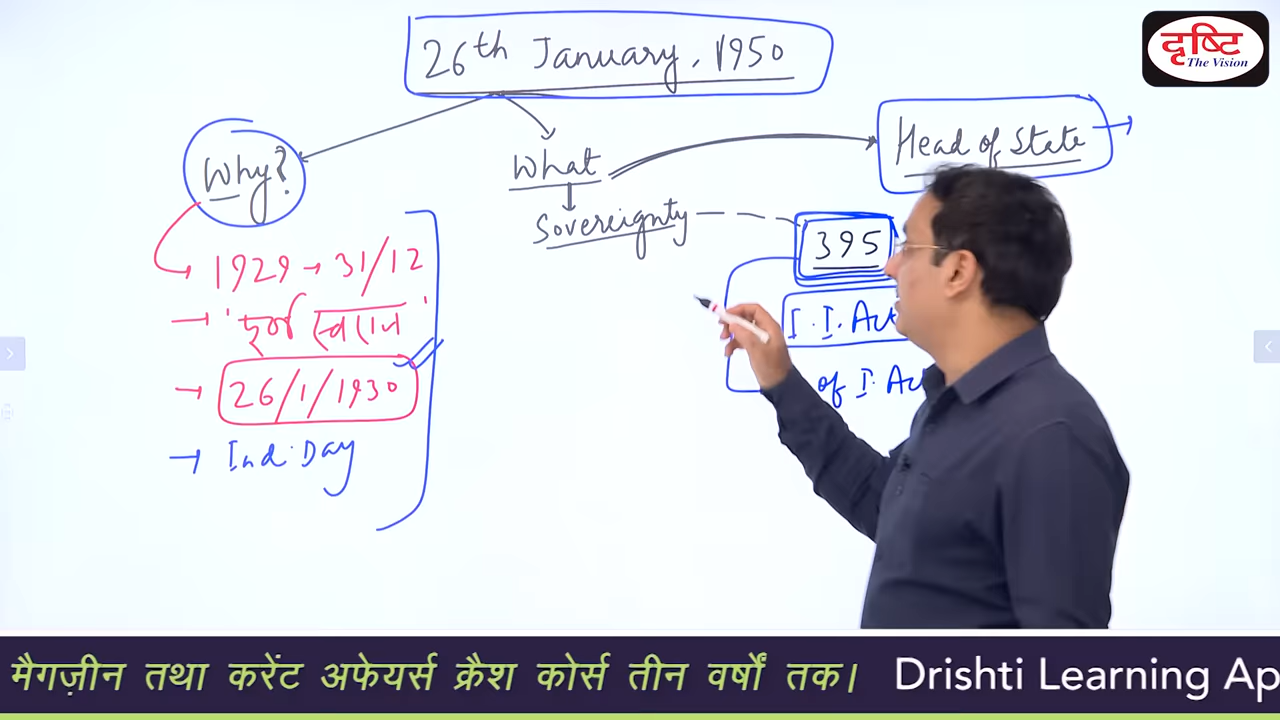 26th January, 1950
दृष्टि
The Vision
Why?
What
Head of State
Sovereignty
395
1929 → 31/12
'पूर्ण स्वराज'
26/1/1930
Ind. Day
I. I. Act
of I. Act
मैगज़ीन तथा करेंट अफेयर्स क्रैश कोर्स तीन वर्षों तक। Drishti Learning Ap